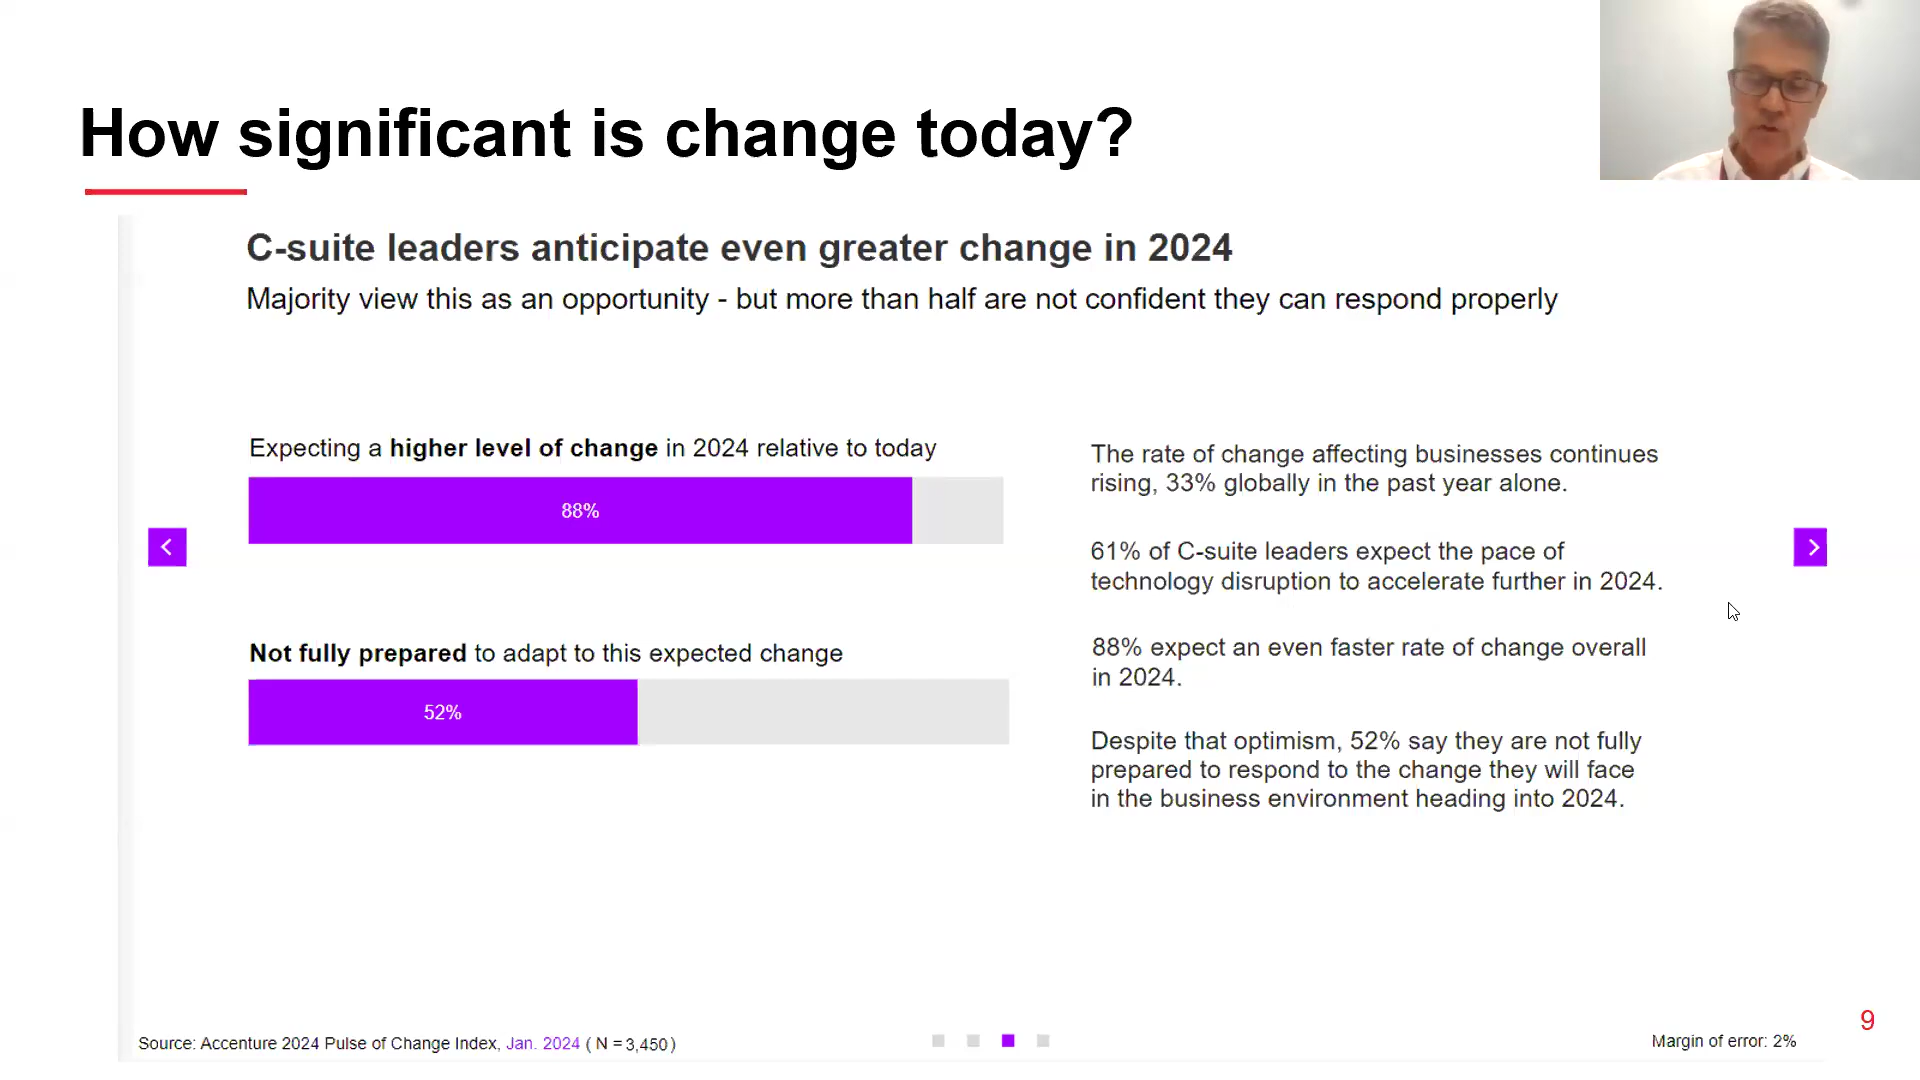 How significant is change today?
C-suite leaders anticipate even greater change in 2024
Majority view this as an opportunity - but more than half are not confident they can respond properly
Expecting a higher level of change in 2024 relative to today
88%
Not fully prepared to adapt to this expected change
52%
The rate of change affecting businesses continues
rising, 33% globally in the past year alone.
61% of C-suite leaders expect the pace of
technology disruption to accelerate further in 2024.
88% expect an even faster rate of change overall
in 2024.
Despite that optimism, 52% say they are not fully
prepared to respond to the change they will face
in the business environment heading into 2024.
Source: Accenture 2024 Pulse of Change Index, Jan. 2024 ( N = 3,450 )
Margin of error: 2%
9